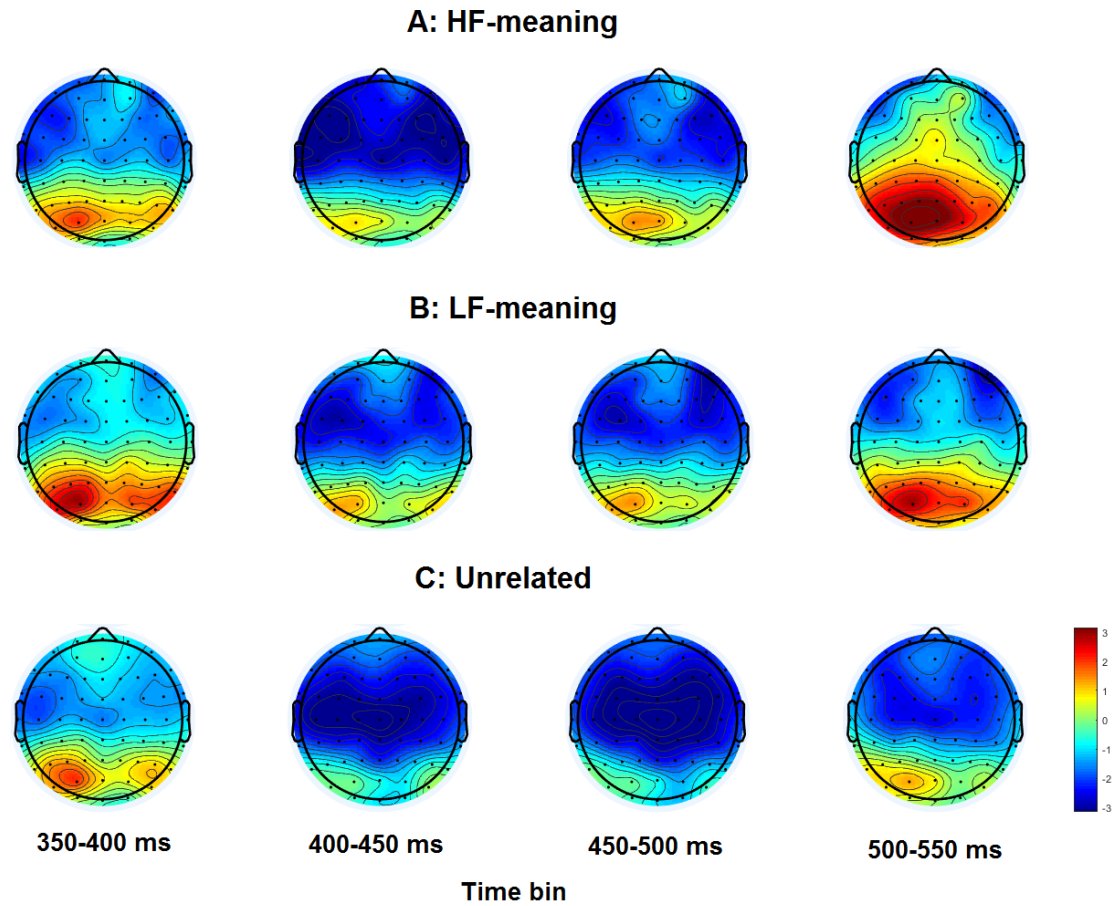 A: HF-meaning
B: LF-meaning
C: Unrelated
3
2
1
0
-1
-2
-3
350-400 ms
400-450 ms
450-500 ms
500-550 ms
Time bin